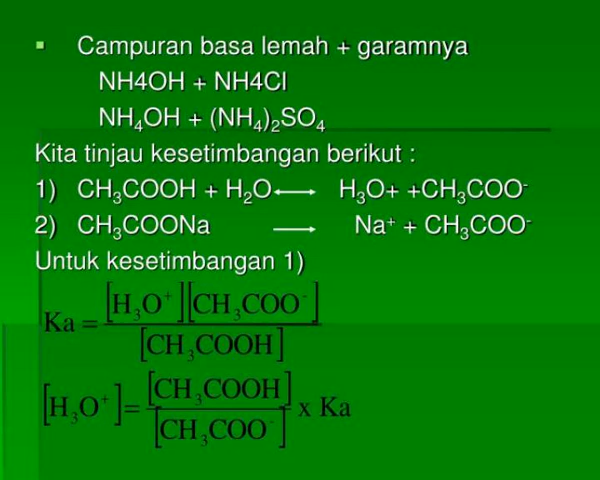 ▪ Campuran basa lemah + garamnya
NH4OH + NH4Cl
NH₄OH + (NH₄)₂SO₄
Kita tinjau kesetimbangan berikut :
1) CH₃COOH + H₂O ⟷ H₃O+ +CH₃COO⁻
2) CH₃COONa ⟶ Na⁺ + CH₃COO⁻
Untuk kesetimbangan 1)
Ka = [H₃O⁺][CH₃COO⁻] / [CH₃COOH]
[H₃O⁺] = [CH₃COOH] / [CH₃COO⁻] x Ka